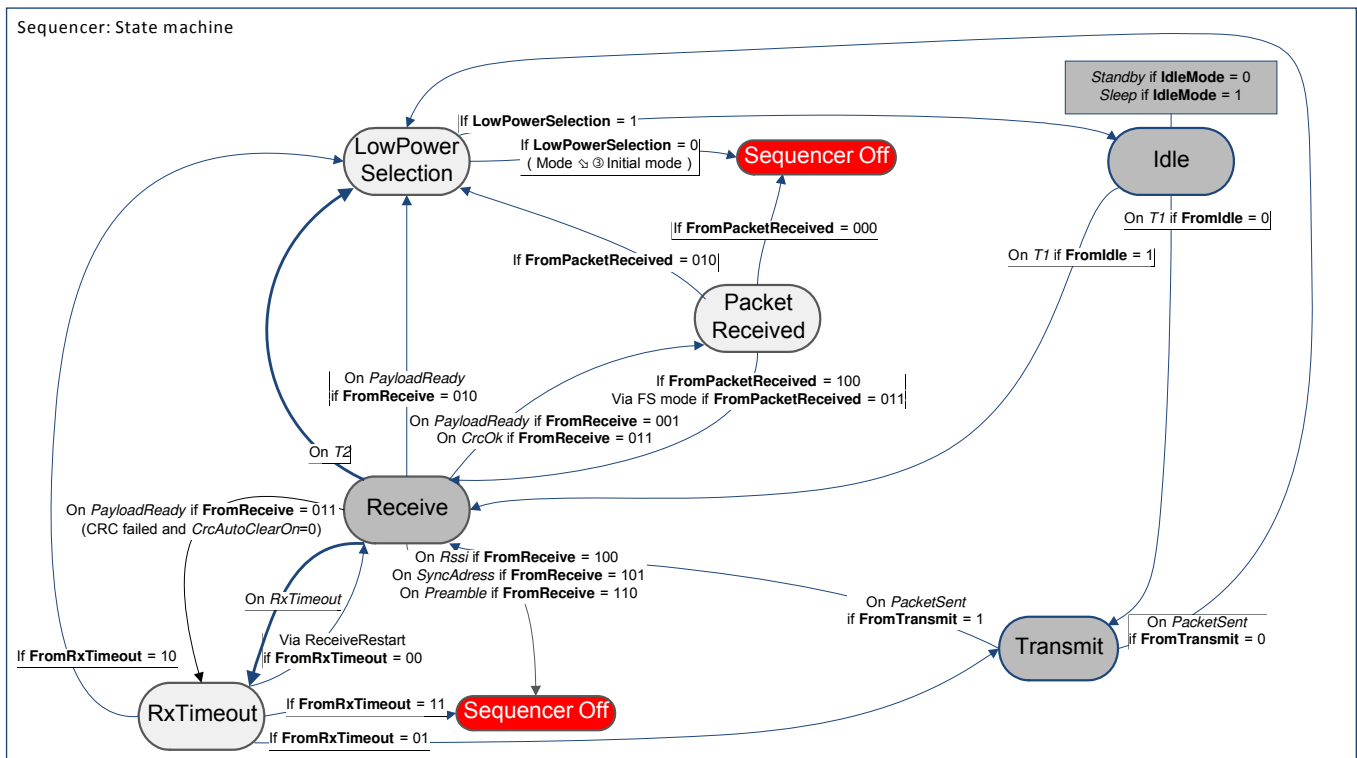 Sequencer: State machine
Standby if IdleMode = 0
Sleep if IdleMode = 1
If LowPowerSelection = 1
LowPower
Selection
If LowPowerSelection = 0
( Mode ⇘ ③ Initial mode )
Sequencer Off
Idle
On T1 if FromIdle = 0
If FromPacketReceived = 000
On T1 if FromIdle = 1
If FromPacketReceived = 010
Packet
Received
On PayloadReady
if FromReceive = 010
If FromPacketReceived = 100
Via FS mode if FromPacketReceived = 011
On PayloadReady if FromReceive = 001
On CrcOk if FromReceive = 011
On T2
Receive
On PayloadReady if FromReceive = 011
(CRC failed and CrcAutoClearOn=0)
On Rssi if FromReceive = 100
On SyncAdress if FromReceive = 101
On Preamble if FromReceive = 110
On RxTimeout
On PacketSent
if FromTransmit = 1
On PacketSent
if FromTransmit = 0
Transmit
Via ReceiveRestart
if FromRxTimeout = 00
If FromRxTimeout = 10
RxTimeout
If FromRxTimeout = 11
Sequencer Off
If FromRxTimeout = 01